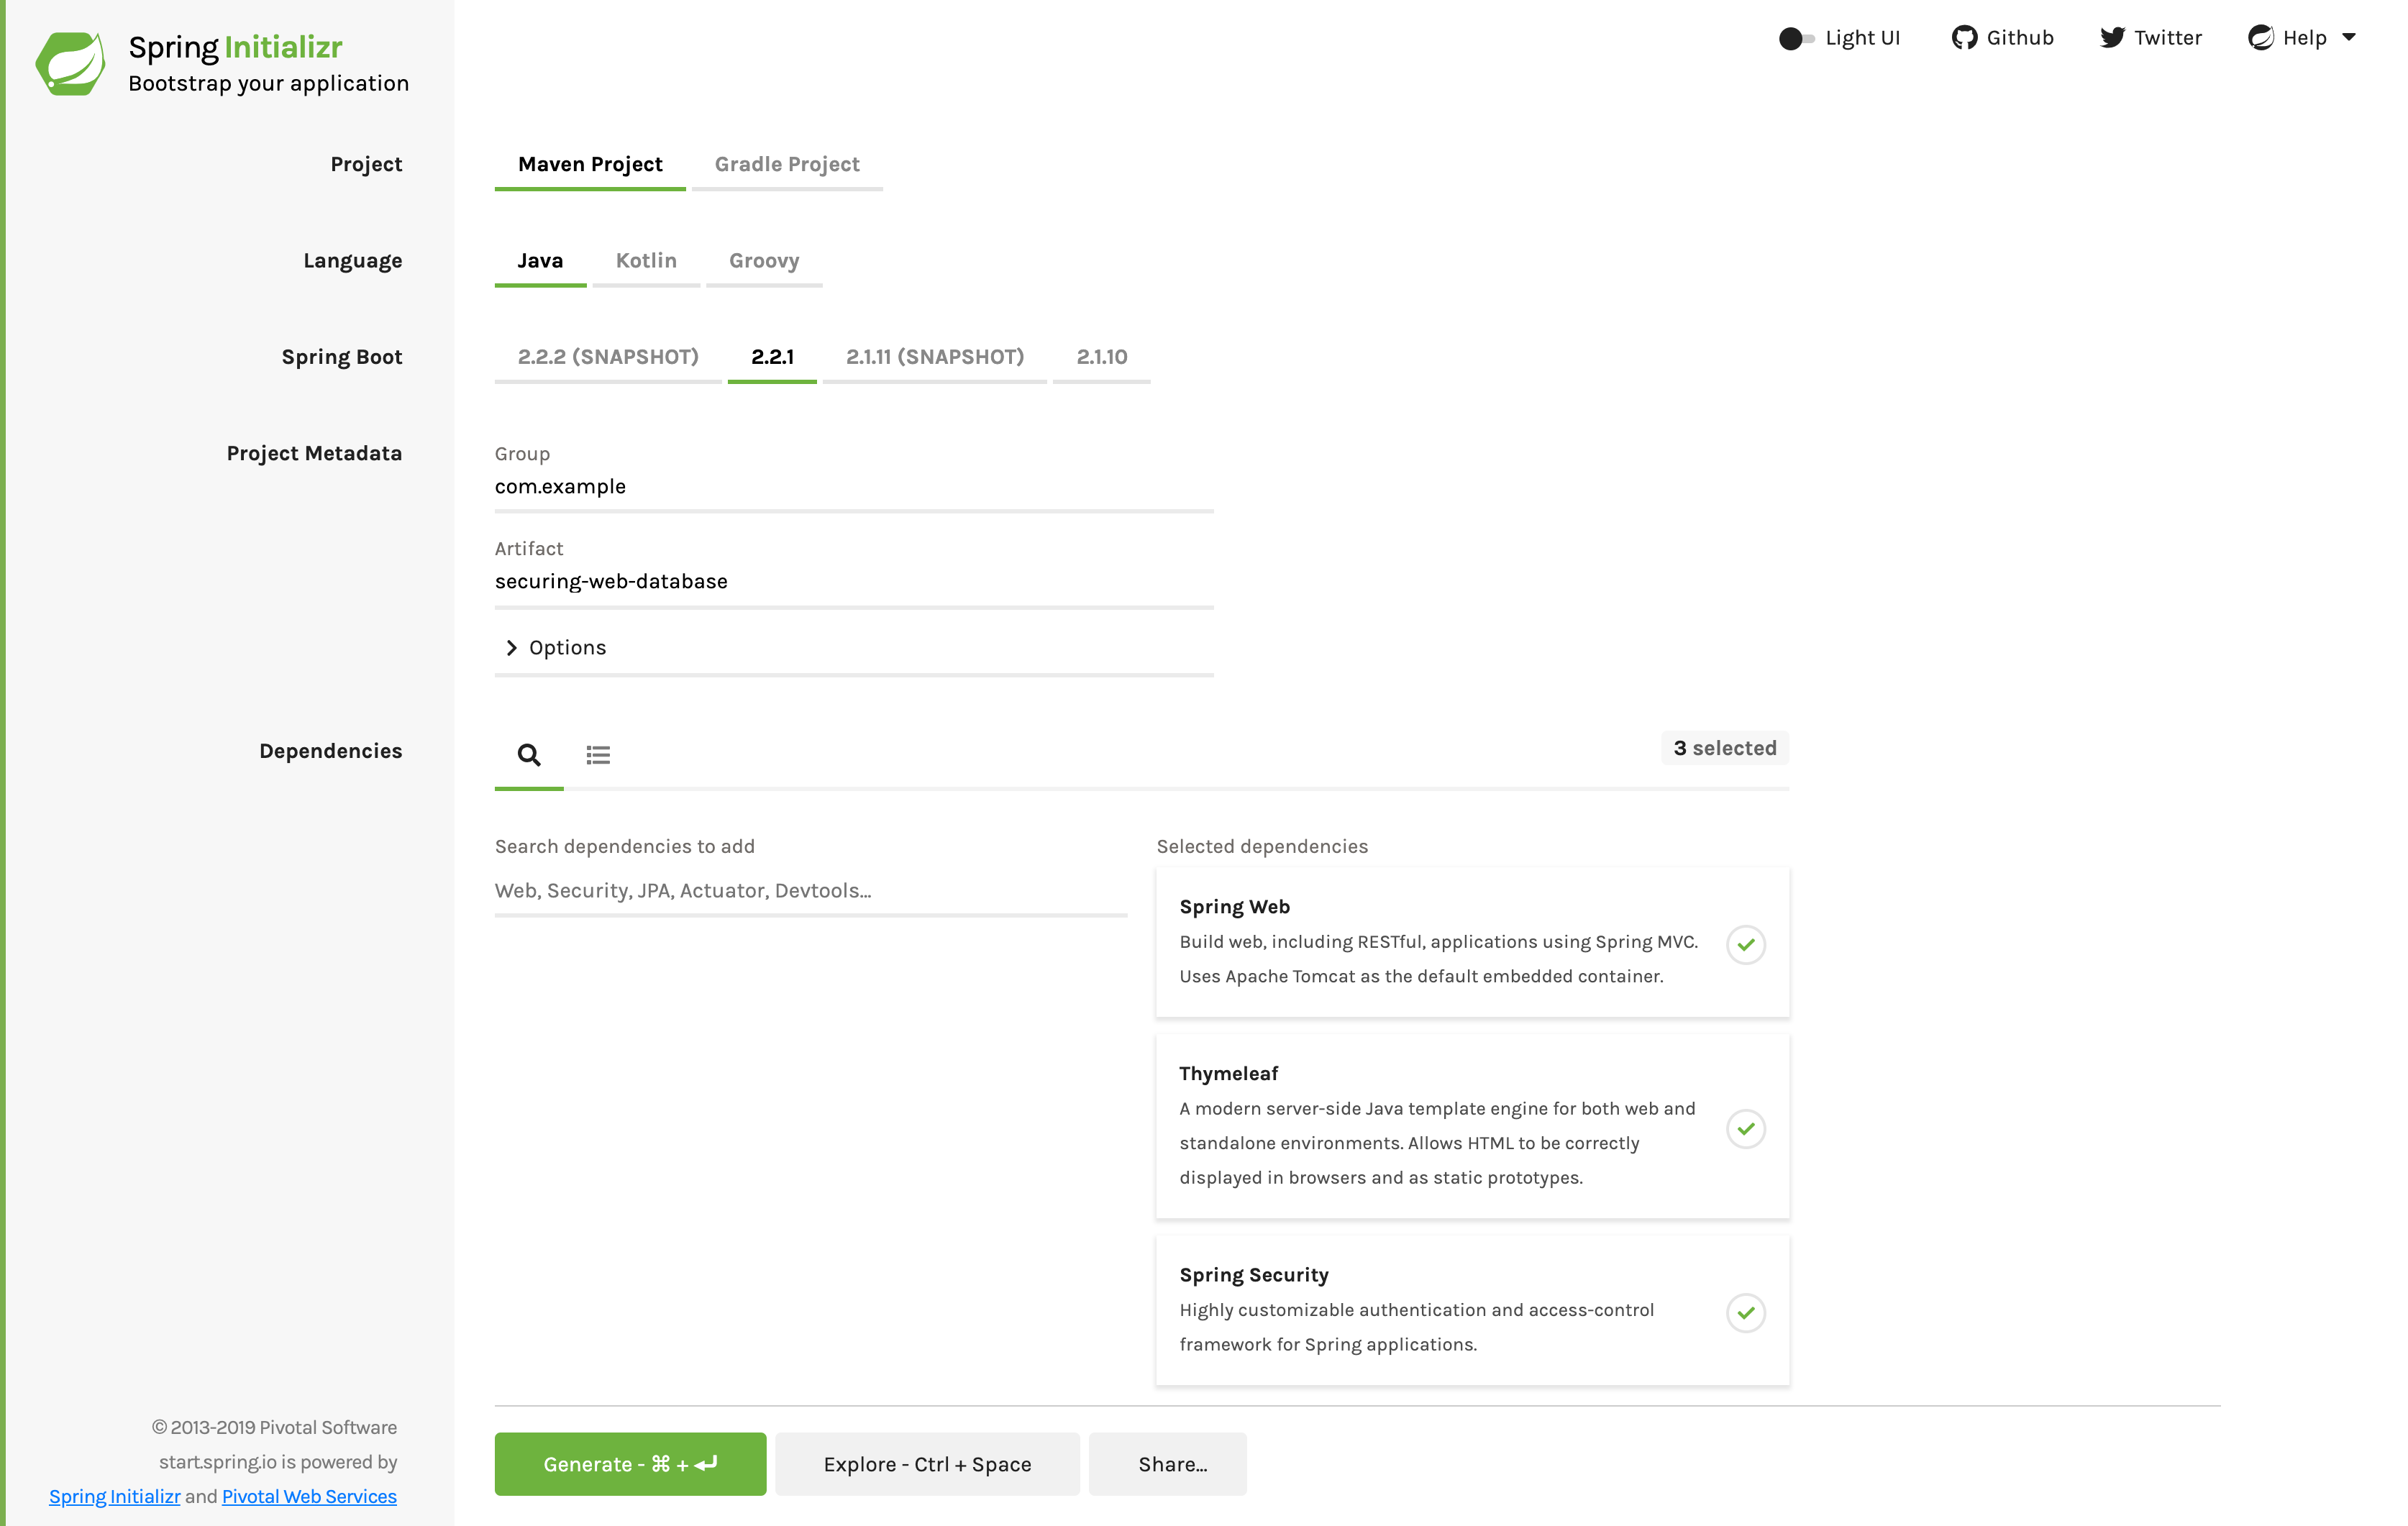 Spring Initializr
Bootstrap your application
Light UI
Github
Twitter
Help
Project
Maven Project
Gradle Project
Language
Java
Kotlin
Groovy
Spring Boot
2.2.2 (SNAPSHOT)
2.2.1
2.1.11 (SNAPSHOT)
2.1.10
Project Metadata
Group
com.example
Artifact
securing-web-database
Options
Dependencies
3 selected
Search dependencies to add
Web, Security, JPA, Actuator, Devtools...
Selected dependencies
Spring Web
Build web, including RESTful, applications using Spring MVC.
Uses Apache Tomcat as the default embedded container.
Thymeleaf
A modern server-side Java template engine for both web and
standalone environments. Allows HTML to be correctly
displayed in browsers and as static prototypes.
Spring Security
Highly customizable authentication and access-control
framework for Spring applications.
© 2013-2019 Pivotal Software
start.spring.io is powered by
Spring Initializr and Pivotal Web Services
Generate - ⌘ + ↵
Explore - Ctrl + Space
Share...